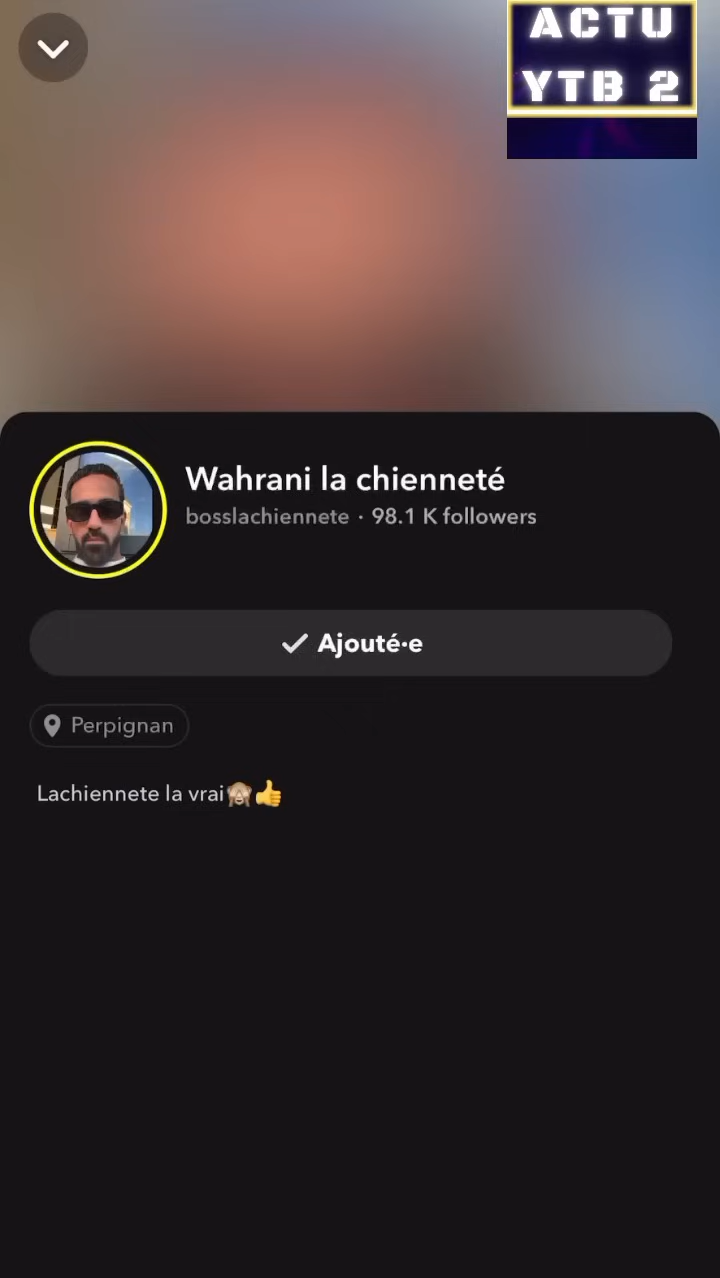 ACTU
YTB 2
Wahrani la chienneté
bosslachiennete · 98.1 K followers
Ajouté·e
Perpignan
Lachiennete la vrai🙈👍